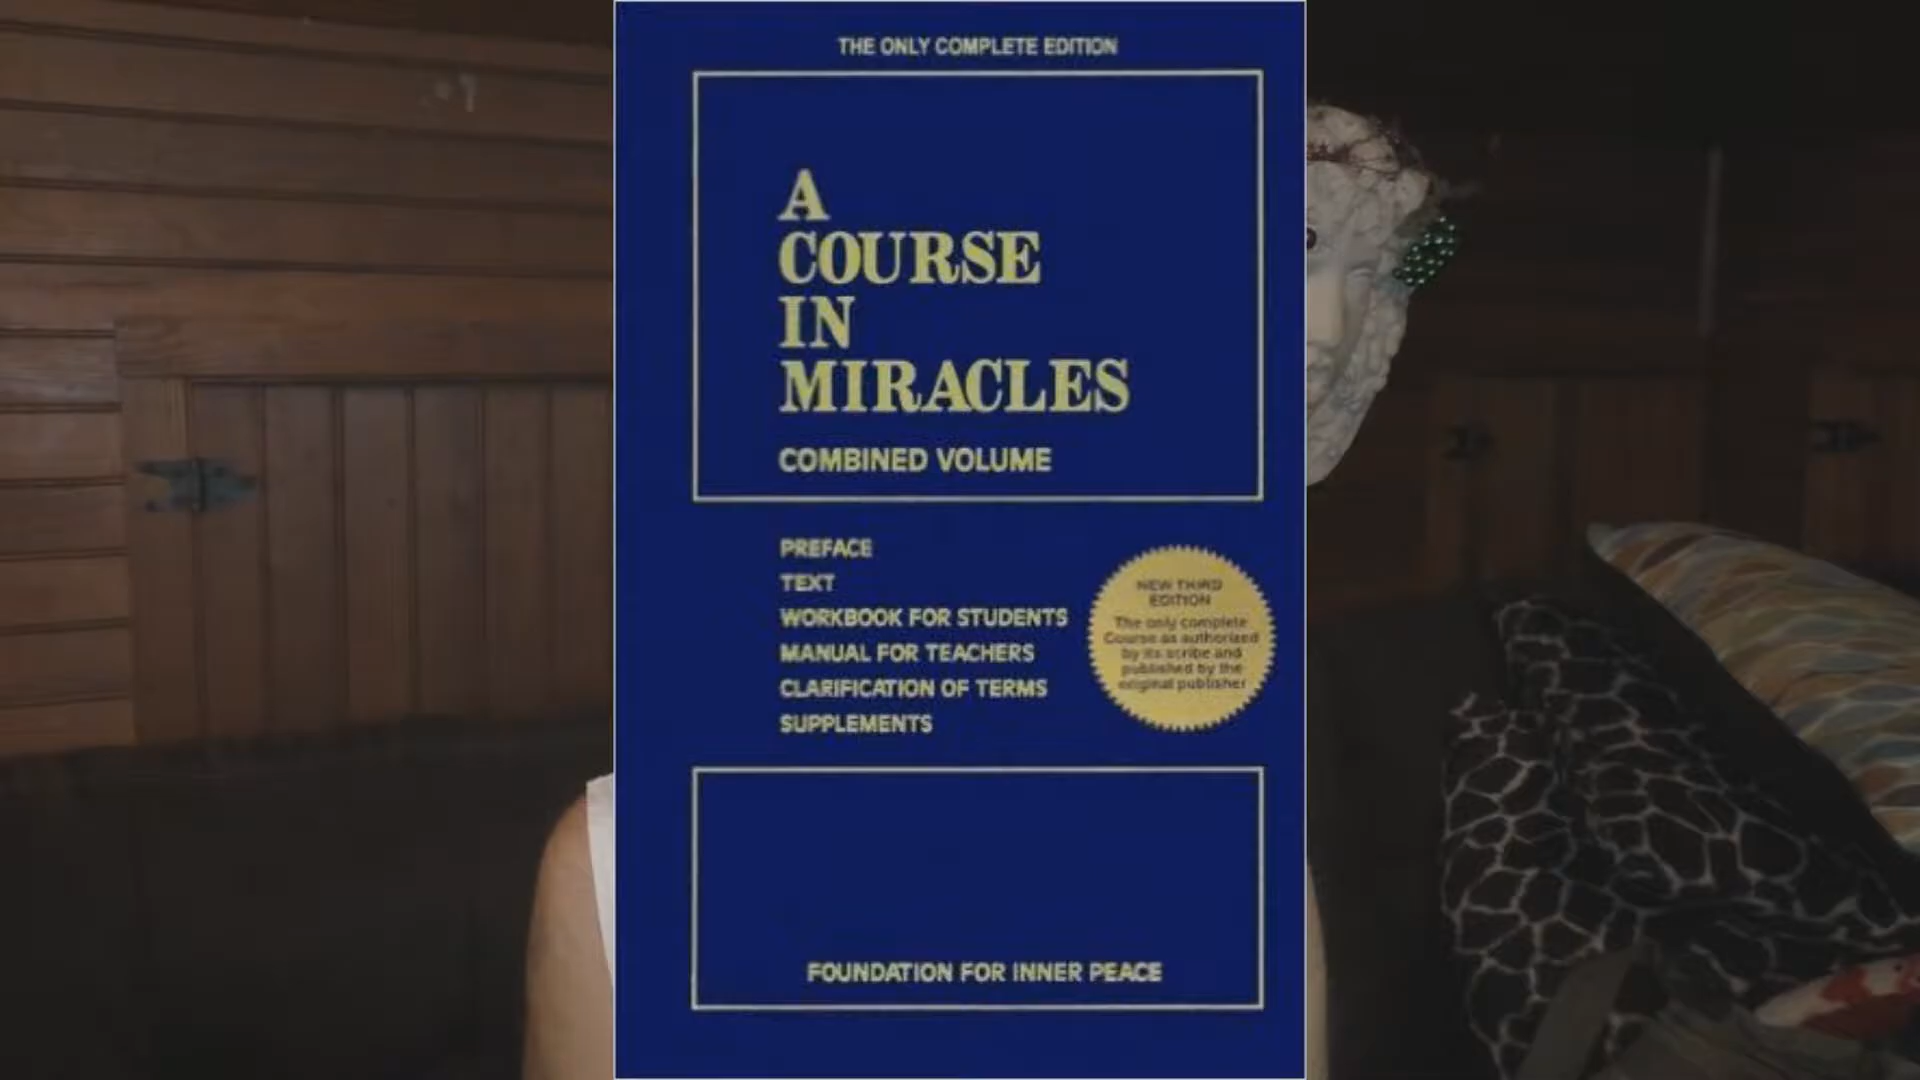 THE ONLY COMPLETE EDITION
A
COURSE
IN
MIRACLES
COMBINED VOLUME
PREFACE
TEXT
WORKBOOK FOR STUDENTS
MANUAL FOR TEACHERS
CLARIFICATION OF TERMS
SUPPLEMENTS
NEW THIRD
EDITION
The only complete
Course as authorized
by its scribe and
published by the
original publisher
FOUNDATION FOR INNER PEACE